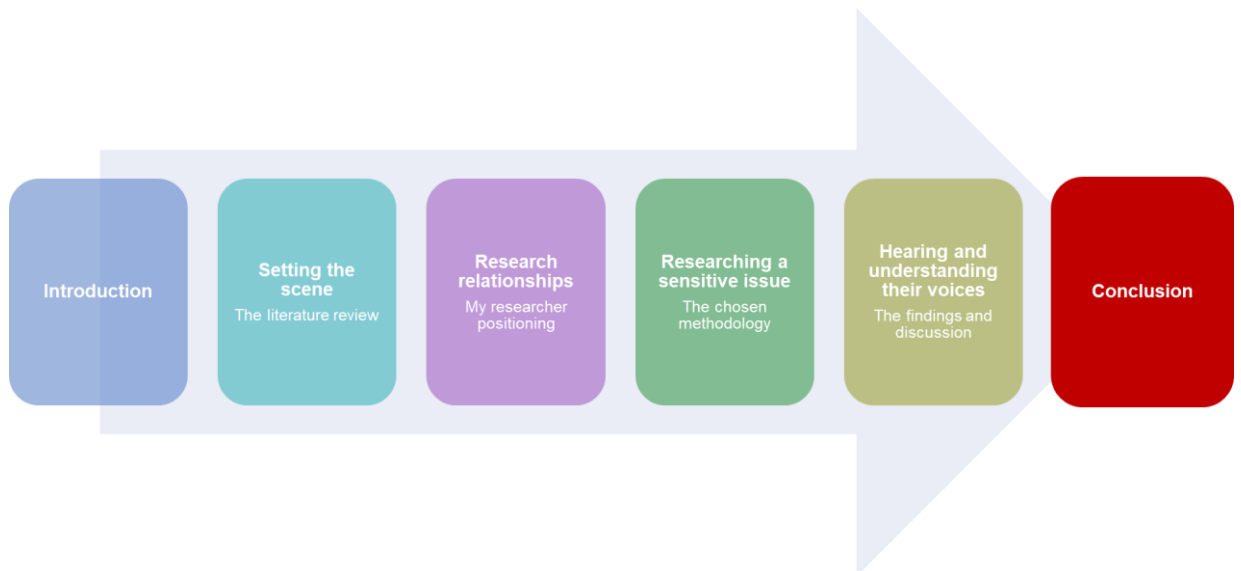 Introduction
Setting the
scene
The literature review
Research
relationships
My researcher
positioning
Researching a
sensitive issue
The chosen
methodology
Hearing and
understanding
their voices
The findings and
discussion
Conclusion